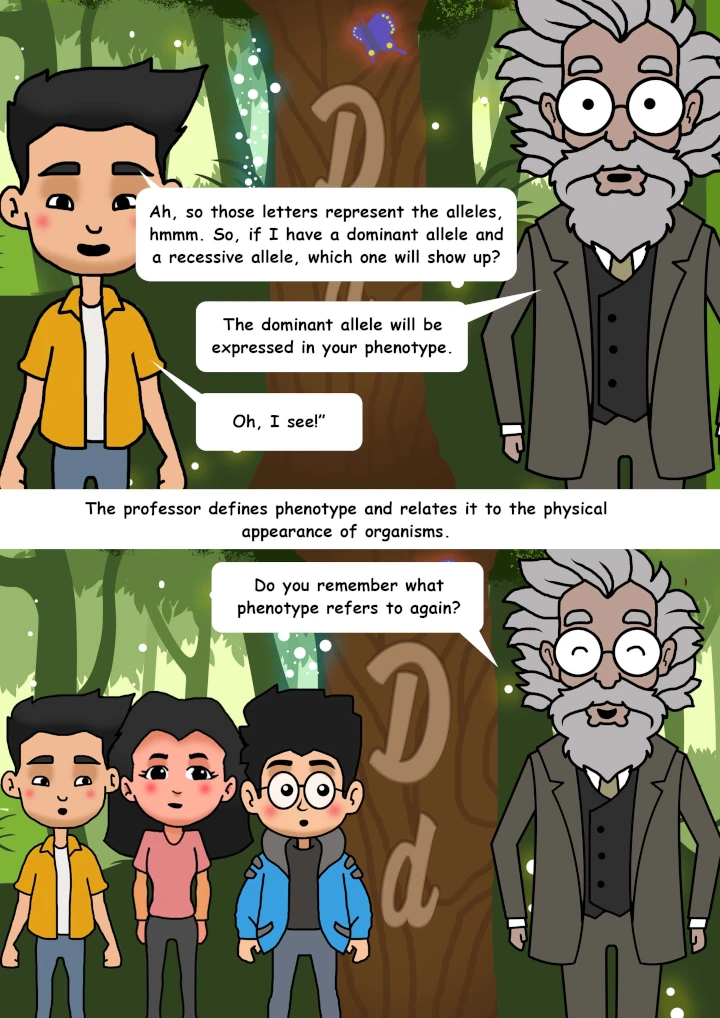 D
d
Ah, so those letters represent the alleles,
hmmm. So, if I have a dominant allele and
a recessive allele, which one will show up?
The dominant allele will be
expressed in your phenotype.
Oh, I see!”
The professor defines phenotype and relates it to the physical
appearance of organisms.
Do you remember what
phenotype refers to again?
D
d